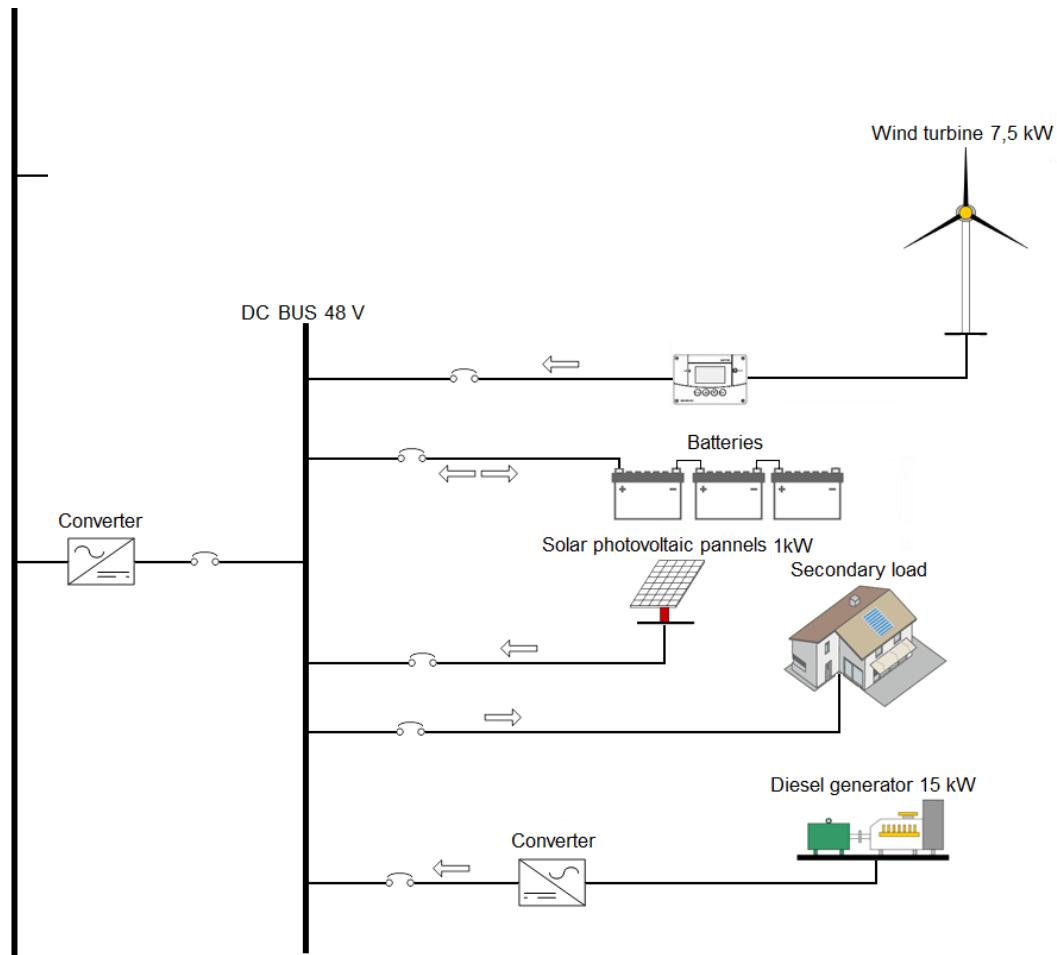 Wind turbine 7,5 kW
DC BUS 48 V
Batteries
+ - + - + -
Converter
Solar photovoltaic pannels 1kW
Secondary load
Diesel generator 15 kW
Converter